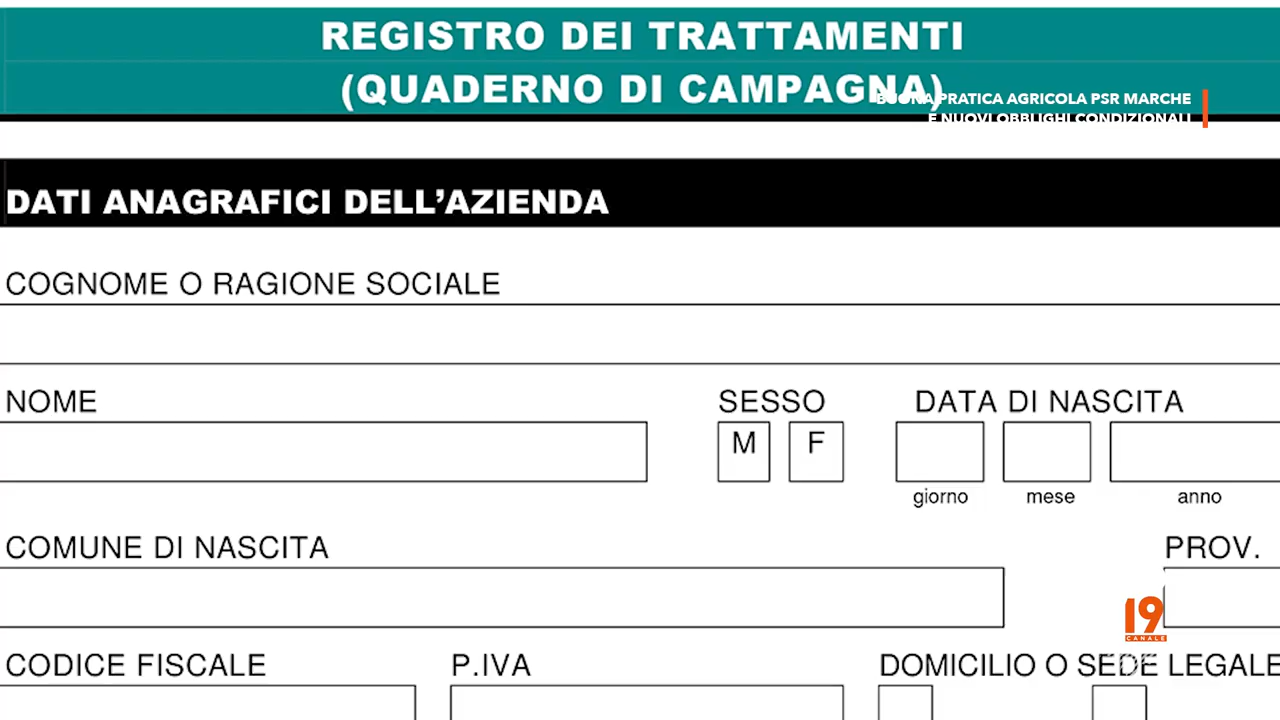 REGISTRO DEI TRATTAMENTI
(QUADERNO DI CAMPAGNA)
BUONA PRATICA AGRICOLA PSR MARCHE
E NUOVI OBBLIGHI CONDIZIONALI
DATI ANAGRAFICI DELL'AZIENDA
COGNOME O RAGIONE SOCIALE
NOME
SESSO
DATA DI NASCITA
M
F
giorno
mese
anno
COMUNE DI NASCITA
PROV.
19
CANALE
CODICE FISCALE
P.IVA
DOMICILIO O SEDE LEGALE